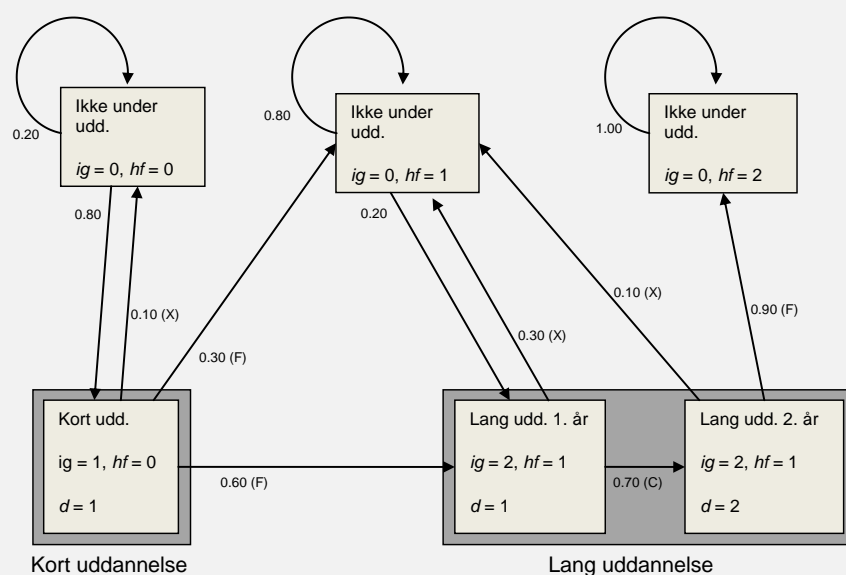 Ikke under
udd.
ig = 0, hf = 0
0.20
Ikke under
udd.
ig = 0, hf = 1
0.80
Ikke under
udd.
ig = 0, hf = 2
1.00
0.80
0.10 (X)
0.30 (F)
0.20
0.30 (X)
0.10 (X)
0.90 (F)
Kort udd.
ig = 1, hf = 0
d = 1
0.60 (F)
Lang udd. 1. år
ig = 2, hf = 1
d = 1
0.70 (C)
Lang udd. 2. år
ig = 2, hf = 1
d = 2
Kort uddannelse
Lang uddannelse